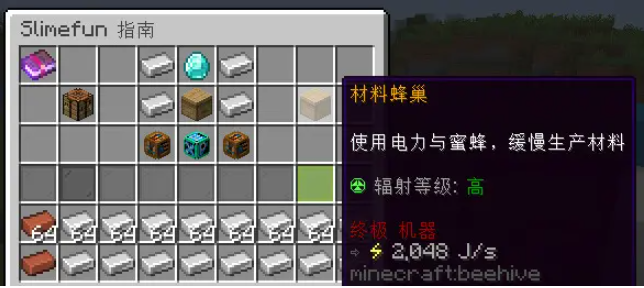 Slimefun 指南
材料蜂巢
使用电力与蜜蜂，缓慢生产材料
☢ 辐射等级: 高
终极 机器
⇨ ⚡ 2,048 J/s
minecraft:beehive
64 64 64 64 64 64 64 64 64